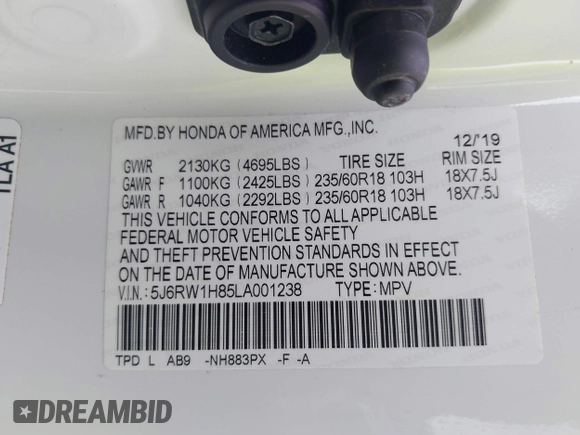 MFD.BY HONDA OF AMERICA MFG.,INC.
12/'19
GVWR 2130KG (4695LBS) TIRE SIZE RIM SIZE
GAWR F 1100KG (2425LBS) 235/60R18 103H 18X7.5J
GAWR R 1040KG (2292LBS) 235/60R18 103H 18X7.5J
THIS VEHICLE CONFORMS TO ALL APPLICABLE
FEDERAL MOTOR VEHICLE SAFETY
AND THEFT PREVENTION STANDARDS IN EFFECT
ON THE DATE OF MANUFACTURE SHOWN ABOVE.
V.I.N.: 5J6RW1H85LA001238 TYPE: MPV
TPD L AB9 -NH883PX -F -A
TLA A1
DREAMBID